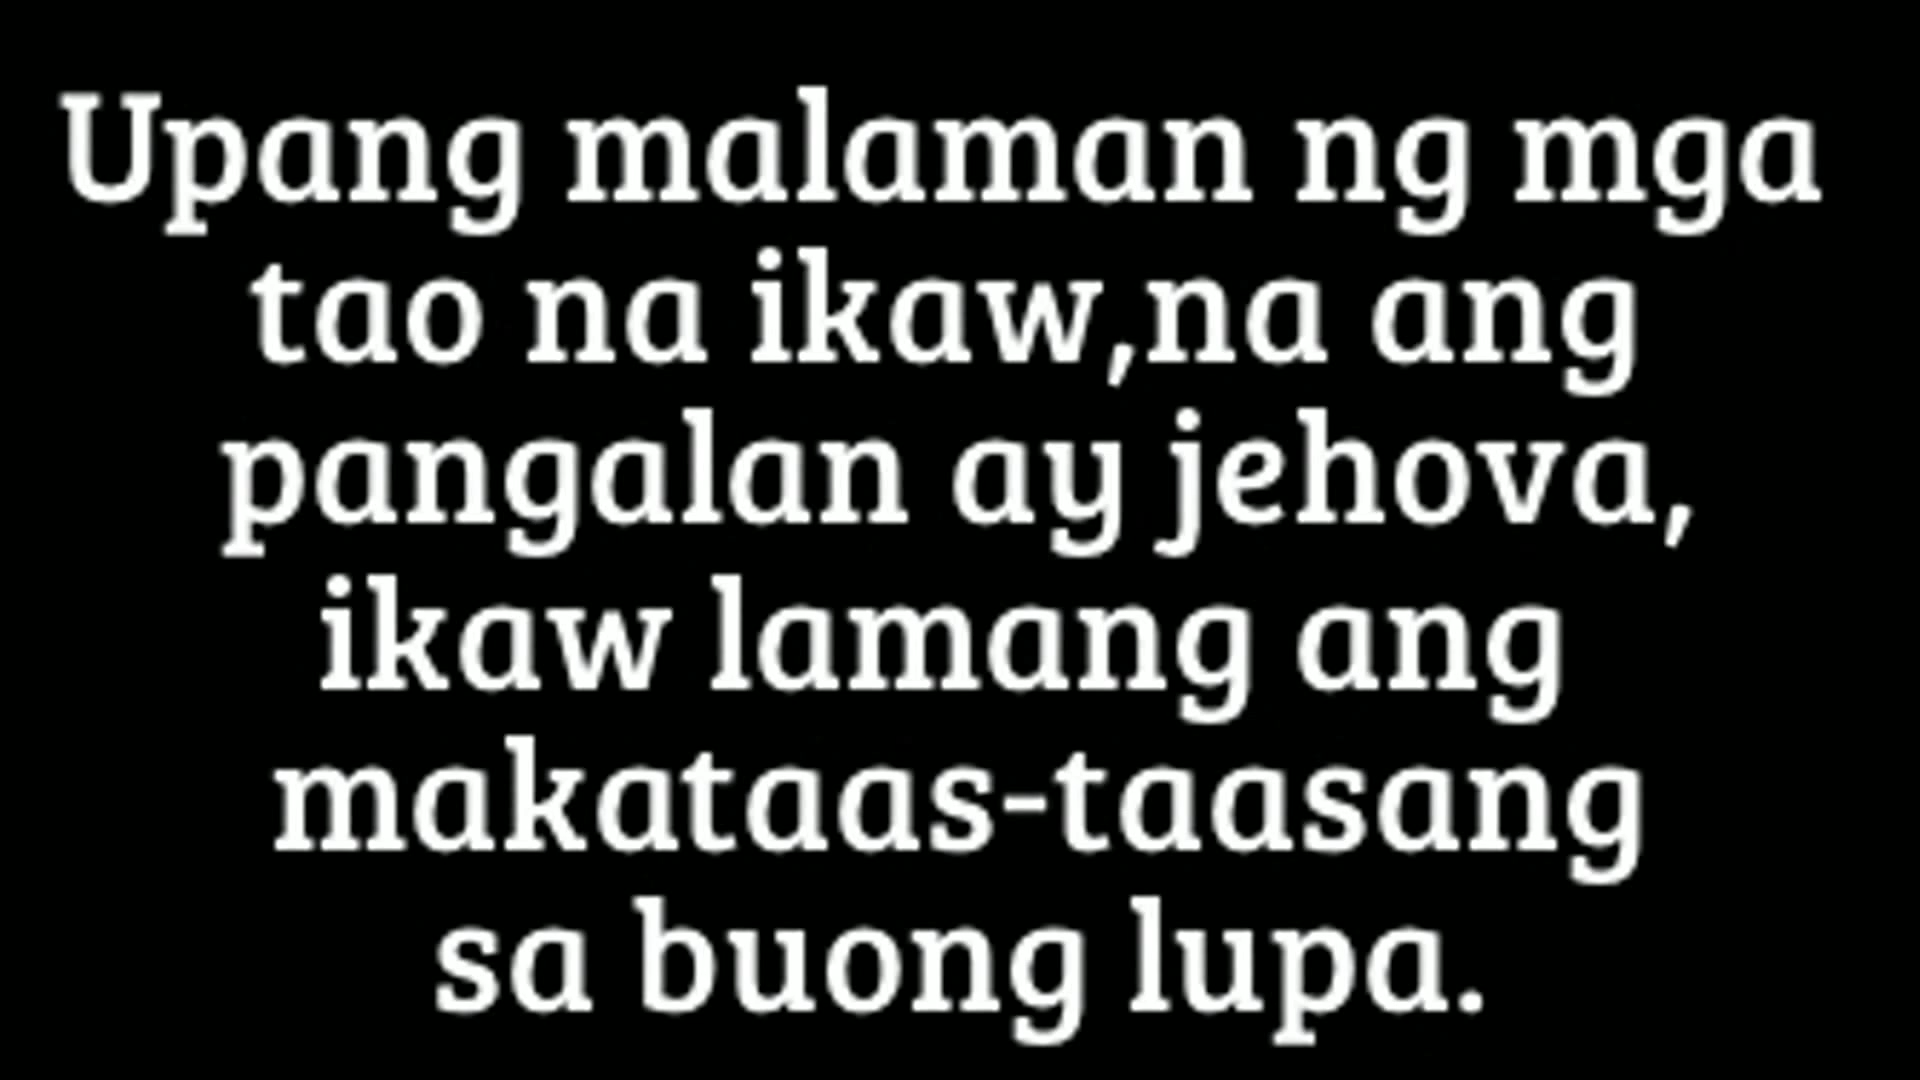 Upang malaman ng mga
tao na ikaw,na ang
pangalan ay jehova,
ikaw lamang ang
makataas-taasang
sa buong lupa.